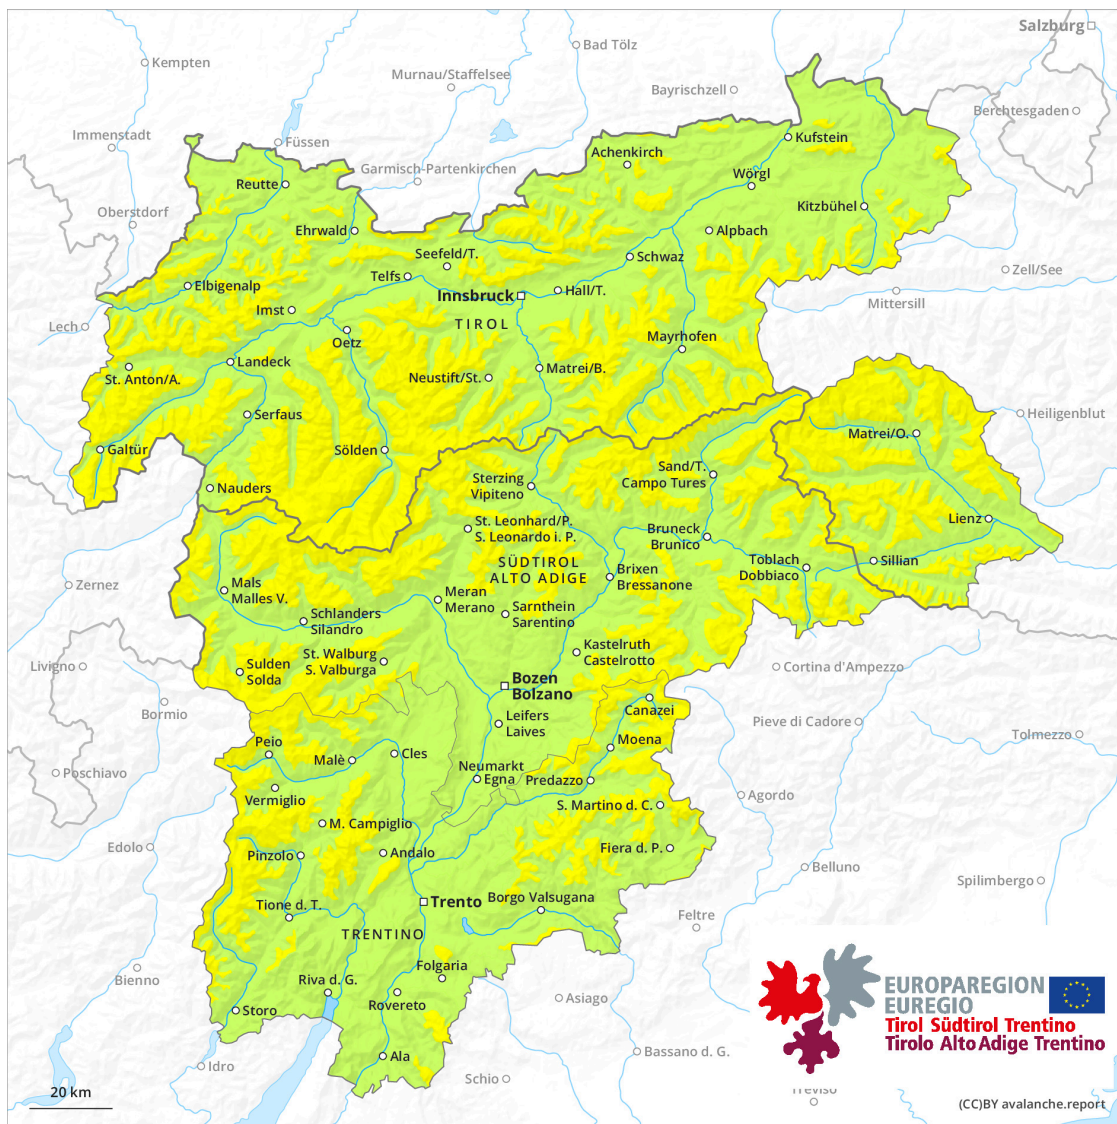 Salzburg
Bad Tölz
Kempten
Murnau/Staffelsee
Bayrischzell
Berchtesgaden
Immenstadt
Füssen
Kufstein
Achenkirch
Garmisch-Partenkirchen
Wörgl
Reutte
Oberstdorf
Kitzbühel
Ehrwald
Alpbach
Seefeld/T.
Schwaz
Zell/See
Telfs
Elbigenalp
Hall/T.
Innsbruck
Mittersill
Imst
TIROL
Lech
Oetz
Mayrhofen
Landeck
Matrei/B.
St. Anton/A.
Neustift/St.
Serfaus
Heiligenblut
Matrei/O.
Galtür
Sölden
Sand/T.
Campo Tures
Sterzing
Vipiteno
Nauders
St. Leonhard/P.
S. Leonardo i. P.
Lienz
Bruneck
Brunico
SÜDTIROL
ALTO ADIGE
Toblach
Dobbiaco
Sillian
Brixen
Bressanone
Zernez
Mals
Malles V.
Meran
Merano
Sarnthein
Sarentino
Schlanders
Silandro
Kastelruth
Castelrotto
St. Walburg
S. Valburga
Livigno
Sulden
Solda
Cortina d'Ampezzo
Bozen
Bolzano
Bormio
Canazei
Leifers
Laives
Pieve di Cadore
Tolmezzo
Moena
Peio
Cles
Malè
Neumarkt
Egna
Predazzo
Poschiavo
Vermiglio
Agordo
S. Martino d. C.
M. Campiglio
Edolo
Fiera d. P.
Pinzolo
Andalo
Belluno
Spilimbergo
Borgo Valsugana
Trento
Tione d. T.
Feltre
TRENTINO
Folgaria
Bienno
Riva d. G.
Rovereto
Asiago
Storo
EUROPAREGION
EUREGIO
Tirol Südtirol Trentino
Tirolo Alto Adige Trentino
Bassano d. G.
Ala
Idro
Schio
Treviso
20 km
(CC)BY avalanche.report